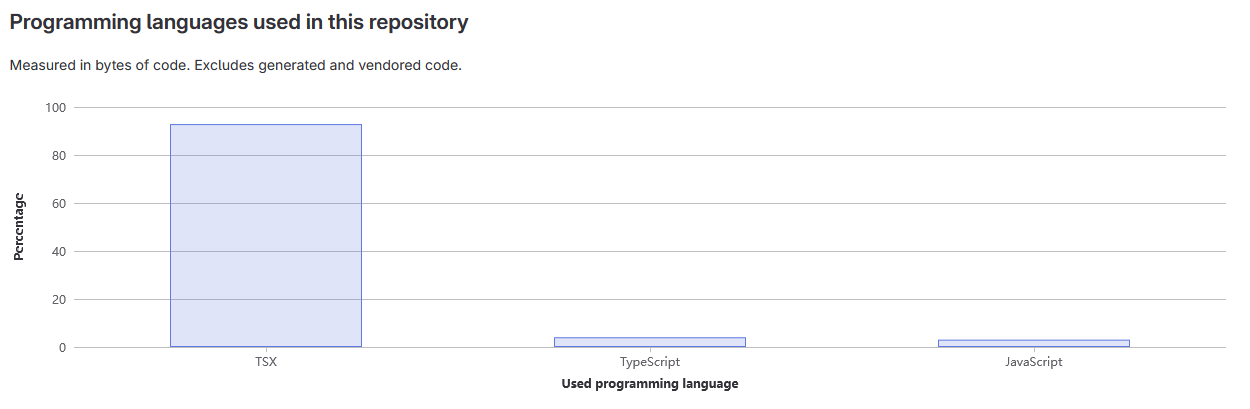 Programming languages used in this repository
Measured in bytes of code. Excludes generated and vendored code.
100
80
60
40
20
0
Percentage
TSX
TypeScript
JavaScript
Used programming language